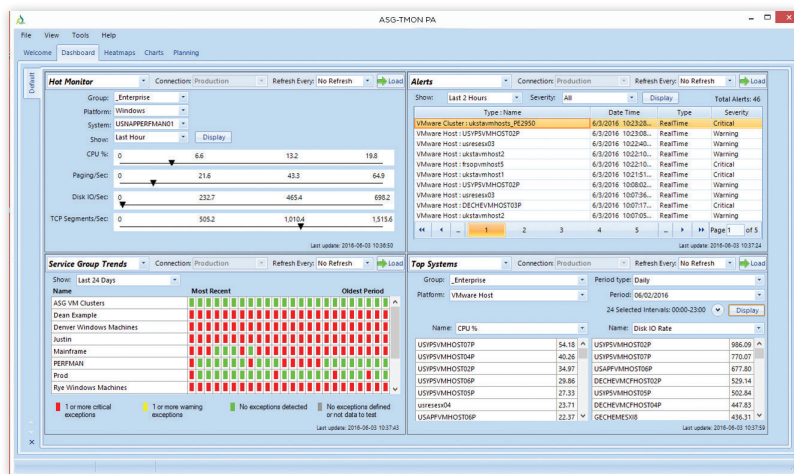 ASG-TMON PA
File View Tools Help
Welcome Dashboard Heatmaps Charts Planning
Default
Hot Monitor Connection: Production Refresh Every: No Refresh Load
Group: _Enterprise
Platform: Windows
System: USNAPPERFMAN01
Show: Last Hour Display
CPU %: 0 6.6 13.2 19.8
Paging/Sec: 0 21.6 43.3 64.9
Disk IO/Sec: 0 232.7 465.4 698.2
TCP Segments/Sec: 0 505.2 1,010.4 1,515.6
Last update: 2016-06-03 10:36:50
Alerts Connection: Production Refresh Every: No Refresh Load
Show: Last 2 Hours Severity: All Display Total Alerts: 46
Type : Name Date Time Type Severity
VMware Cluster : ukstavmhosts_PE2950 6/3/2016 10:23:28... RealTime Critical
VMware Host : USYPSVMHOST02P 6/3/2016 10:23:08... RealTime Warning
VMware Host : usresesx03 6/3/2016 10:22:40... RealTime Warning
VMware Host : ukstavmhost2 6/3/2016 10:22:10... RealTime Warning
VMware Host : frsopvmhost5 6/3/2016 10:22:10... RealTime Critical
VMware Host : ukstavmhost1 6/3/2016 10:21:51... RealTime Critical
VMware Host : USYPSVMHOST02P 6/3/2016 10:08:02... RealTime Warning
VMware Host : usresesx03 6/3/2016 10:07:36... RealTime Warning
VMware Host : DECHEVMHOST03P 6/3/2016 10:07:17... RealTime Critical
VMware Host : ukstavmhost2 6/3/2016 10:07:05... RealTime Warning
... 1 2 3 4 5 ... Page 1 of 5
Last update: 2016-06-03 10:37:24
Service Group Trends Connection: Production Refresh Every: No Refresh Load
Show: Last 24 Days
Name Most Recent Oldest Period
ASG VM Clusters
Dean Example
Denver Windows Machines
Justin
Mainframe
PERFMAN
Prod
Rye Windows Machines
1 or more critical exceptions
1 or more warning exceptions
No exceptions detected
No exceptions defined or not data to test
Last update: 2016-06-03 10:37:43
Top Systems Connection: Production Refresh Every: No Refresh Load
Group: _Enterprise Period type: Daily
Platform: VMware Host Period: 06/02/2016
24 Selected Intervals: 00:00-23:00 Display
Name: CPU % Name: Disk IO Rate
USYPSVMHOST07P 54.18 USYPSVMHOST02P 986.09
USYPSVMHOST04P 40.26 USYPSVMHOST07P 770.07
USYPSVMHOST02P 34.97 USAPFVMHOST06P 677.80
USYPSVMHOST06P 29.86 DECHEVMCFHOST02P 529.14
USYPSVMHOST05P 27.33 USYPSVMHOST05P 502.84
usresesx04 23.71 DECHEVMCFHOST04P 447.83
USAPFVMHOST06P 22.37 GECHEMESXI8 436.31
Last update: 2016-06-03 10:37:59